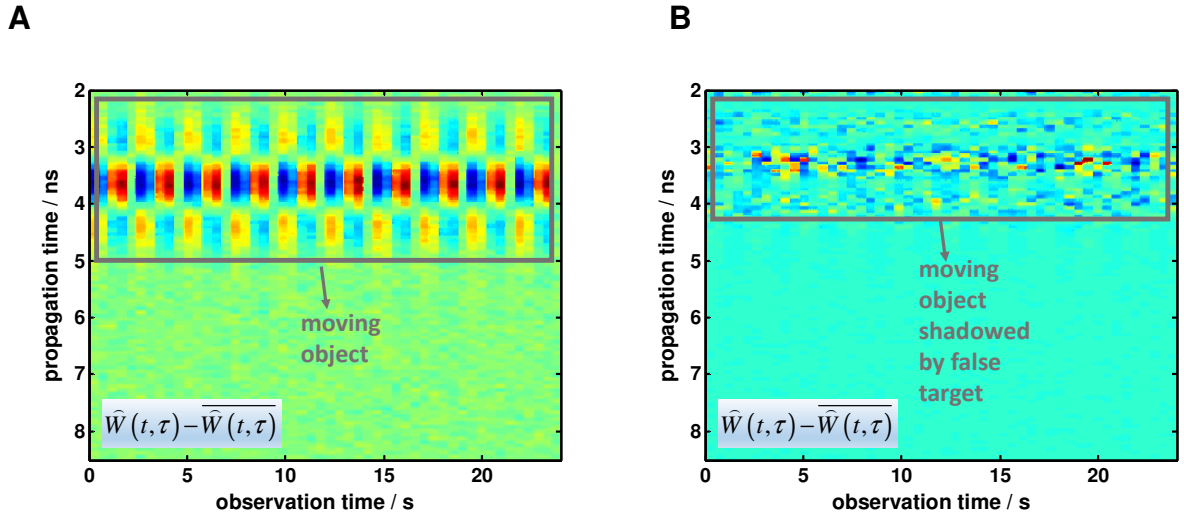 A
B
2
3
4
5
6
7
8
propagation time / ns
moving
object
Ŵ(t,τ) − \overline{Ŵ(t,τ)}
0
5
10
15
20
observation time / s
2
3
4
5
6
7
8
propagation time / ns
moving
object
shadowed
by false
target
Ŵ(t,τ) − \overline{Ŵ(t,τ)}
0
5
10
15
20
observation time / s